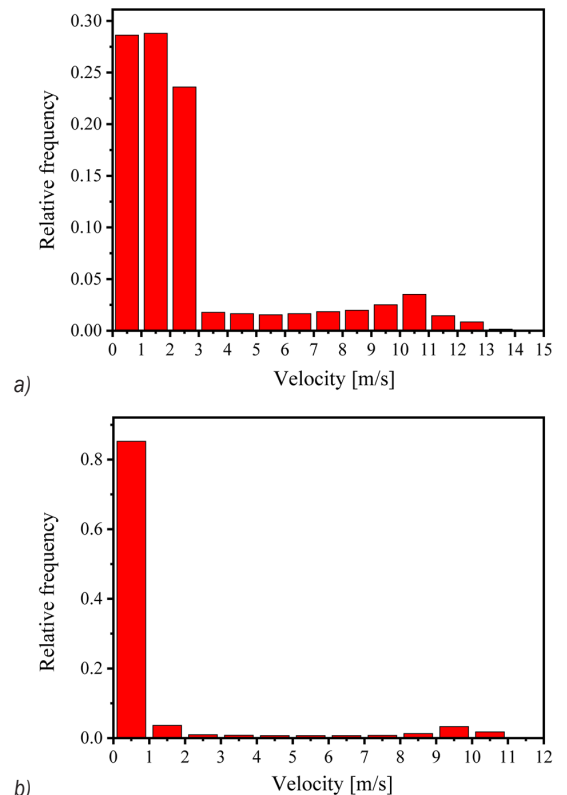 0.30
0.25
0.20
0.15
0.10
0.05
0.00
Relative frequency
0 1 2 3 4 5 6 7 8 9 10 11 12 13 14 15
Velocity [m/s]
a)
0.8
0.6
0.4
0.2
0.0
Relative frequency
0 1 2 3 4 5 6 7 8 9 10 11 12
Velocity [m/s]
b)